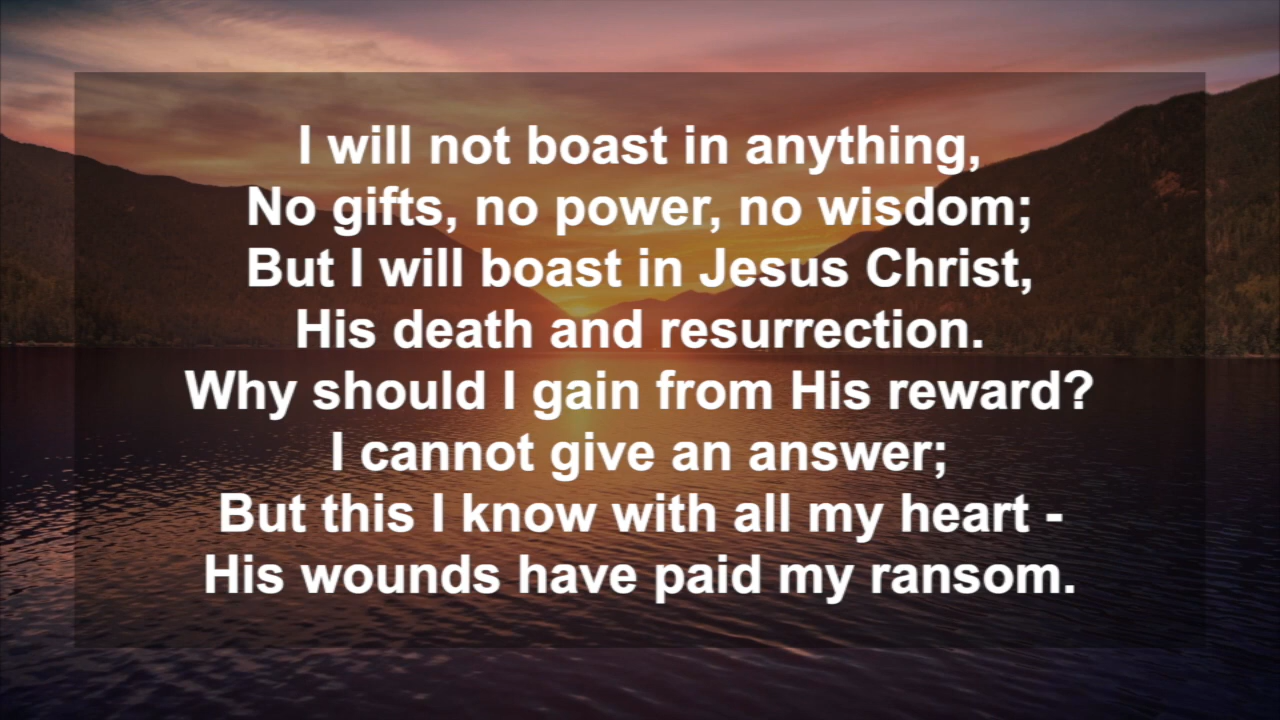 I will not boast in anything,
No gifts, no power, no wisdom;
But I will boast in Jesus Christ,
His death and resurrection.
Why should I gain from His reward?
I cannot give an answer;
But this I know with all my heart -
His wounds have paid my ransom.